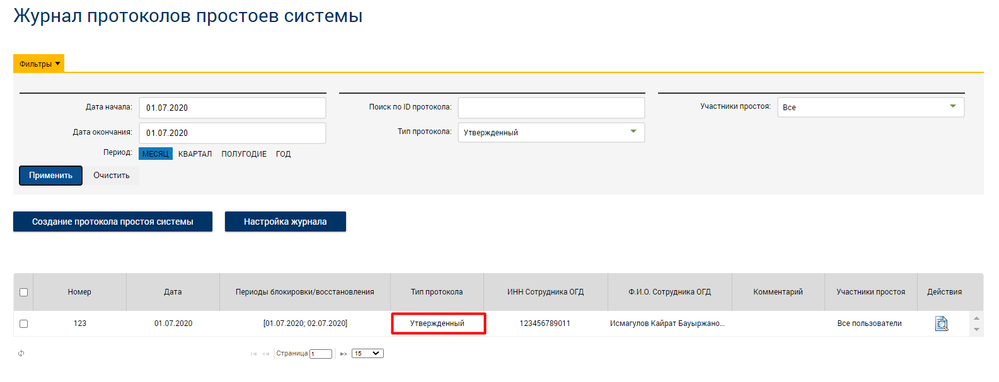 Журнал протоколов простоев системы
Фильтры
Дата начала: 01.07.2020
Поиск по ID протокола:
Участники простоя: Все
Дата окончания: 01.07.2020
Тип протокола: Утвержденный
Период: МЕСЯЦ КВАРТАЛ ПОЛУГОДИЕ ГОД
Применить Очистить
Создание протокола простоя системы Настройка журнала
Номер Дата Периоды блокировки/восстановления Тип протокола ИНН Сотрудника ОГД Ф.И.О. Сотрудника ОГД Комментарий Участники простоя Действия
123 01.07.2020 [01.07.2020; 02.07.2020] Утвержденный 123456789011 Исмагулов Кайрат Бауыржано... Все пользователи
Страница 1 15